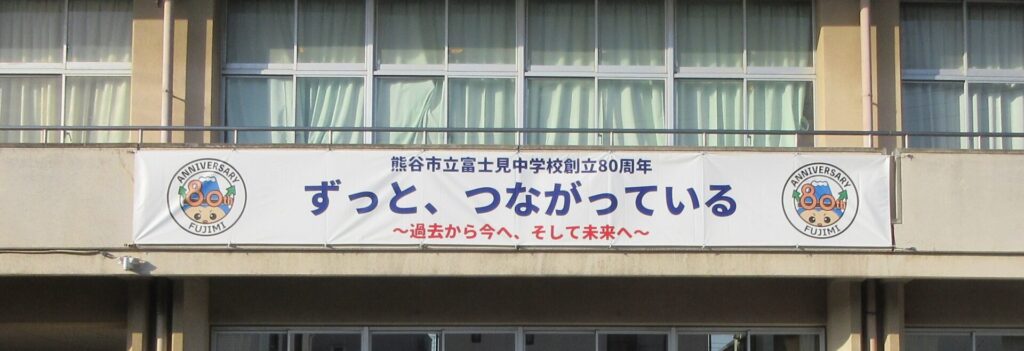 熊谷市立富士見中学校創立80周年
ずっと、つながっている
～過去から今へ、そして未来へ～
ANNIVERSARY
80th
FUJIMI
ANNIVERSARY
80th
FUJIMI